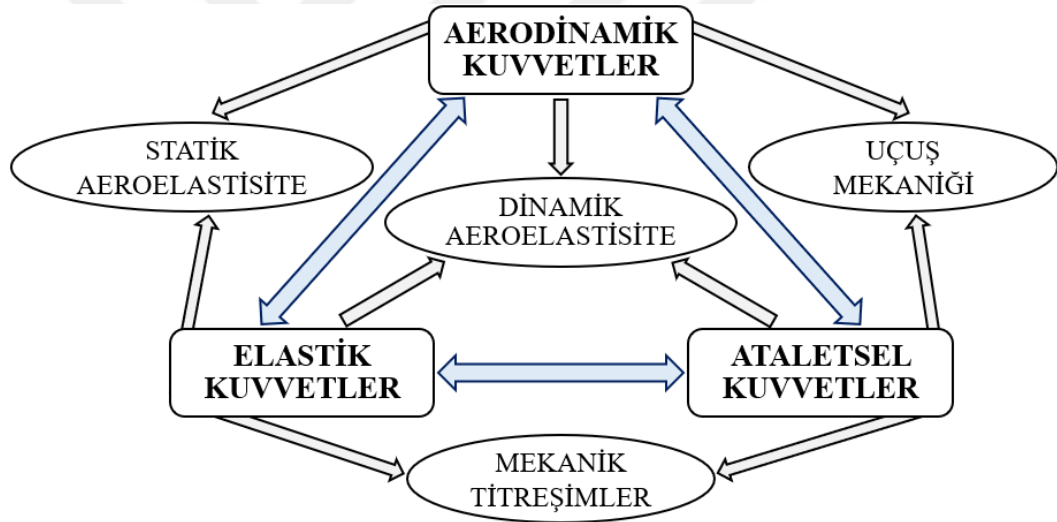 AERODİNAMİK
KUVVETLER
STATİK
AEROELASTİSİTE
UÇUŞ
MEKANİĞİ
DİNAMİK
AEROELASTİSİTE
ELASTİK
KUVVETLER
ATALETSEL
KUVVETLER
MEKANİK
TİTREŞİMLER